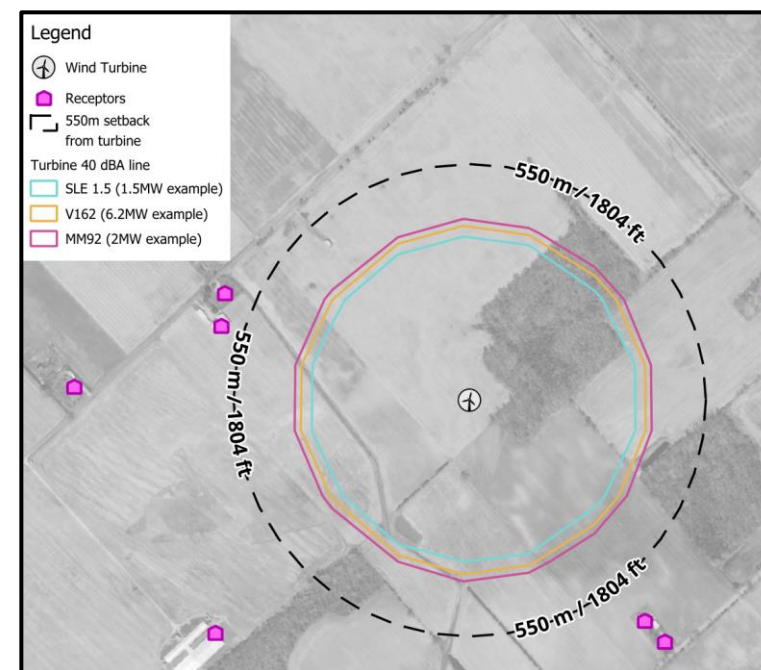 Legend
Wind Turbine
Receptors
550m setback
from turbine
Turbine 40 dBA line
SLE 1.5 (1.5MW example)
V162 (6.2MW example)
MM92 (2MW example)
550 m / 1804 ft
550 m / 1804 ft
550 m / 1804 ft